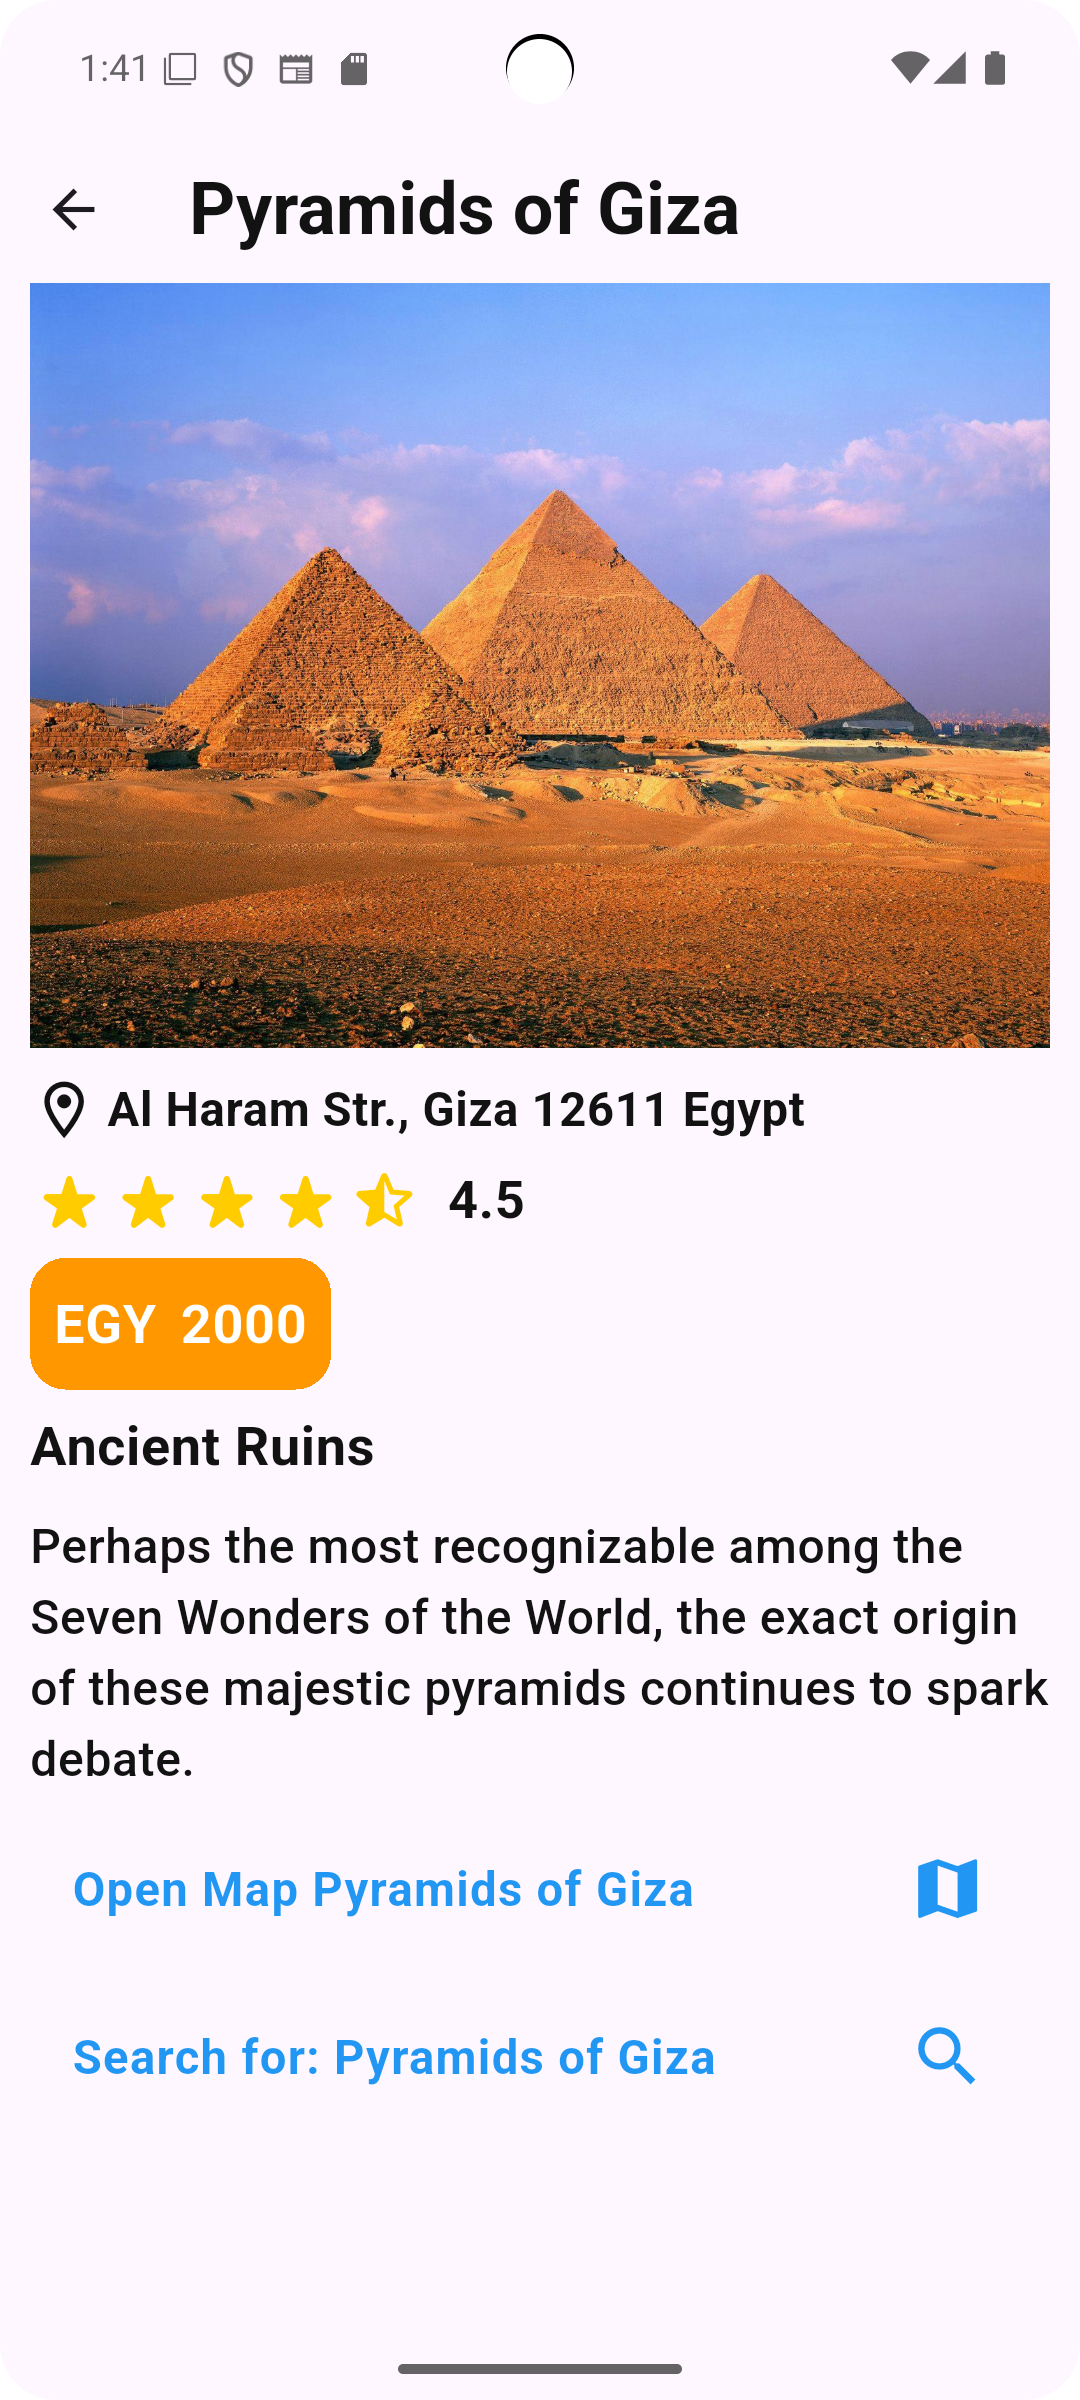 1:41
Pyramids of Giza
Al Haram Str., Giza 12611 Egypt
4.5
EGY 2000
Ancient Ruins
Perhaps the most recognizable among the
Seven Wonders of the World, the exact origin
of these majestic pyramids continues to spark
debate.
Open Map Pyramids of Giza
Search for: Pyramids of Giza